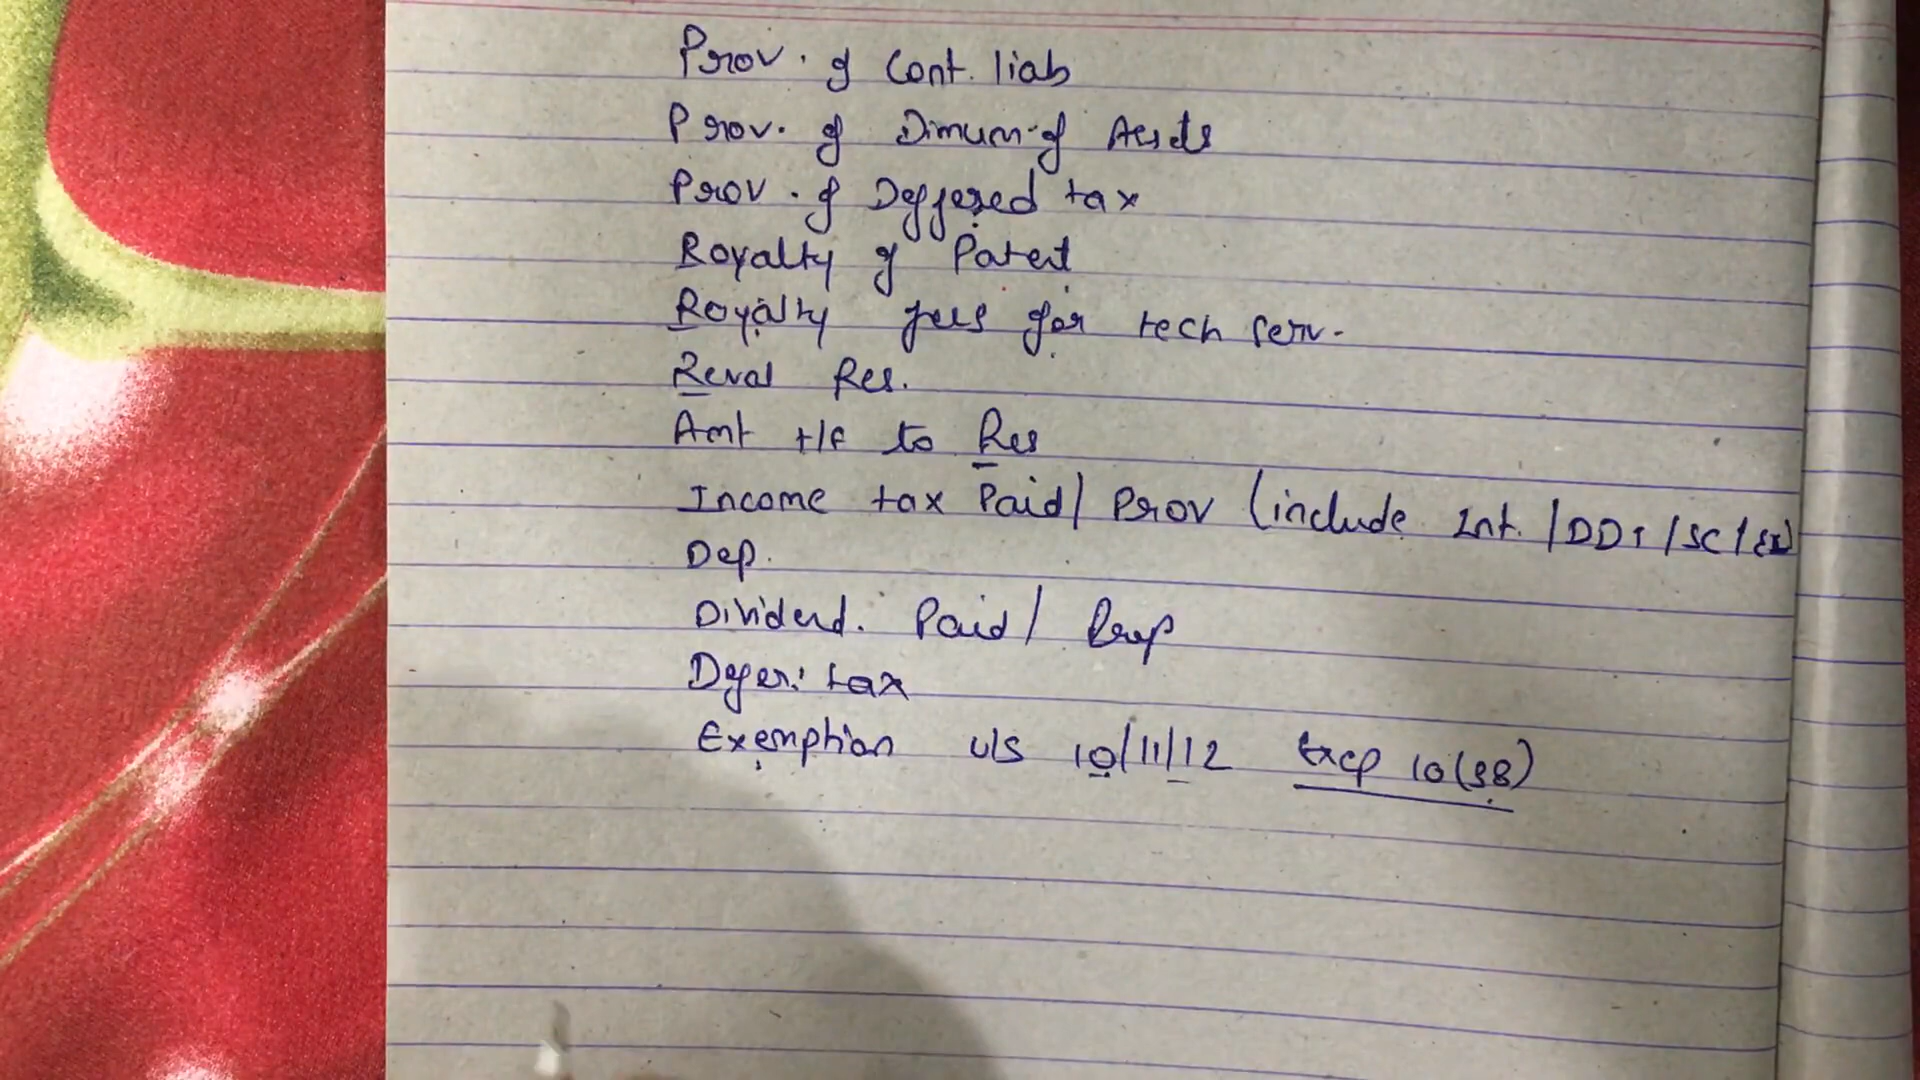 Prov. of Cont. liab
Prov. of Dimun. of Assets
Prov. of Deffered tax
Royalty of Patent
Royalty fees for tech serv.
Reval Res.
Amt t/f to Res
Income tax Paid/ Prov (include Int. /DDT /SC/
Dep.
Dividend. Paid/ Prop
Defer. tax
Exemption u/s 10/11/12 Excp 10(38)